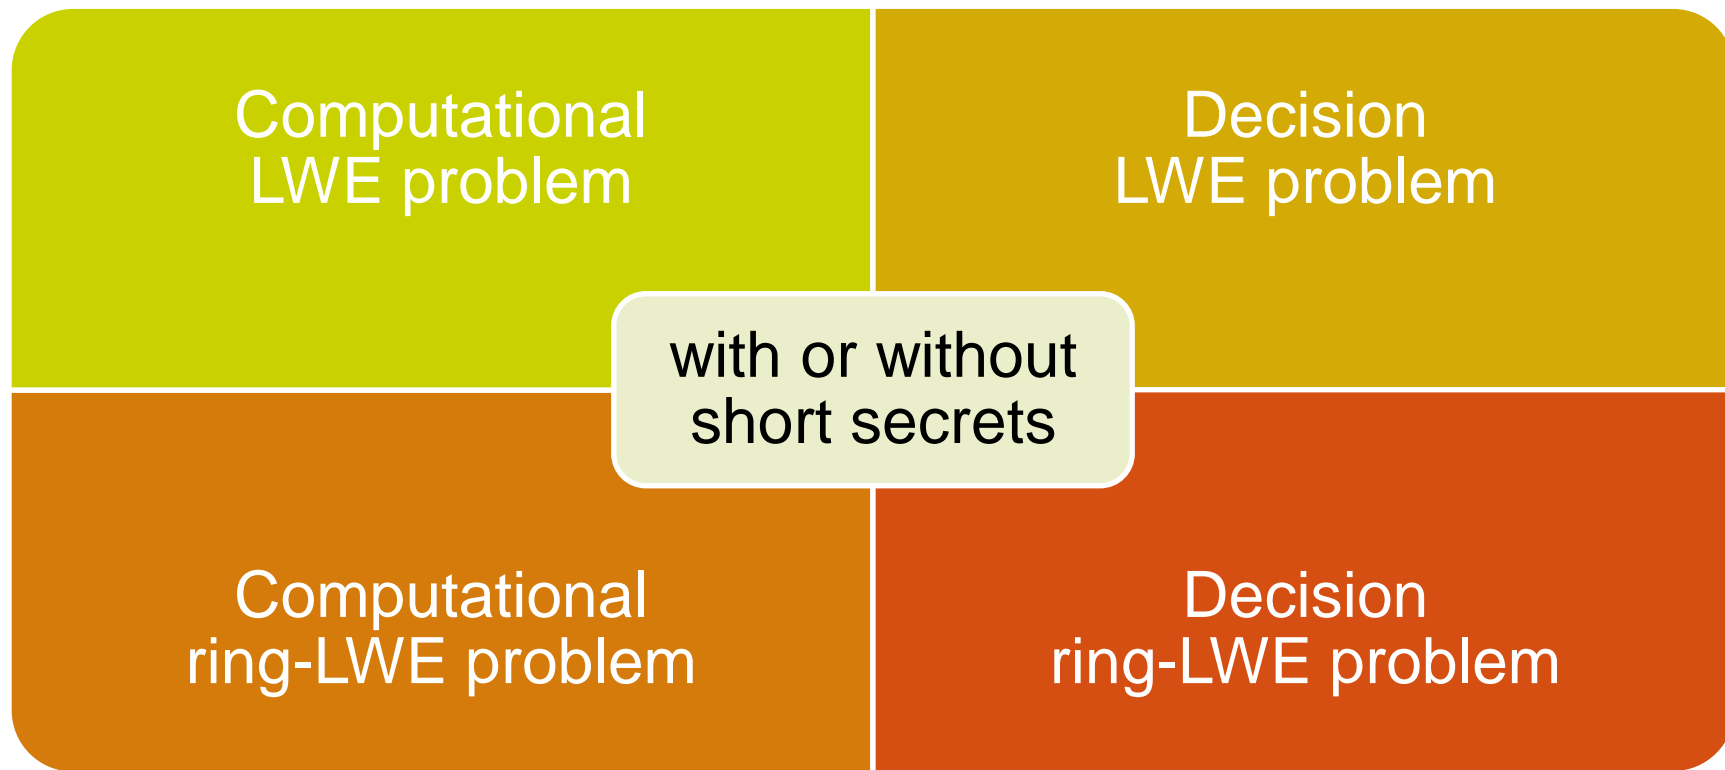 Computational
LWE problem
Decision
LWE problem
with or without
short secrets
Computational
ring-LWE problem
Decision
ring-LWE problem